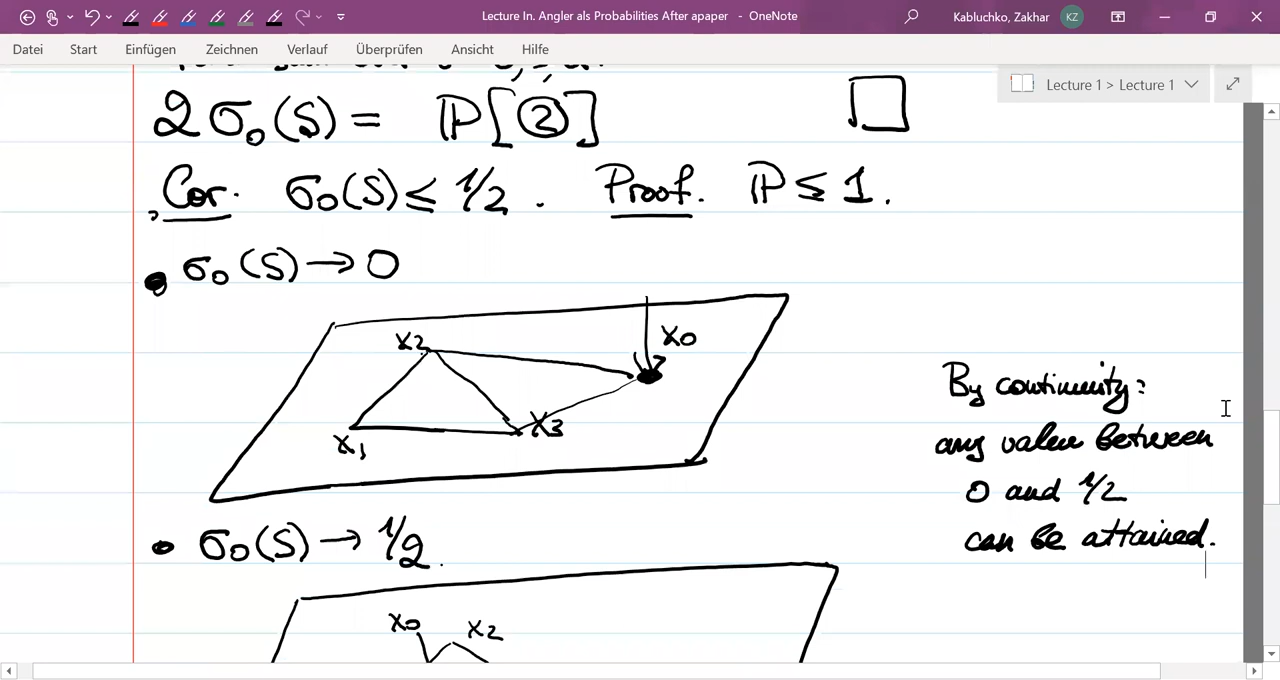 Lecture In. Angler als Probabilities After apaper - OneNote
Kabluchko, Zakhar KZ
Datei Start Einfügen Zeichnen Verlauf Überprüfen Ansicht Hilfe
Lecture 1 > Lecture 1
2σ₀(S) = ℙ[②]
Cor. σ₀(S) ≤ 1/2. Proof. ℙ ≤ 1.
• σ₀(S) → 0
X2
X0
X1
X3
By continuity:
any value between
0 and 1/2
can be attained.
• σ₀(S) → 1/2.
X0
X2